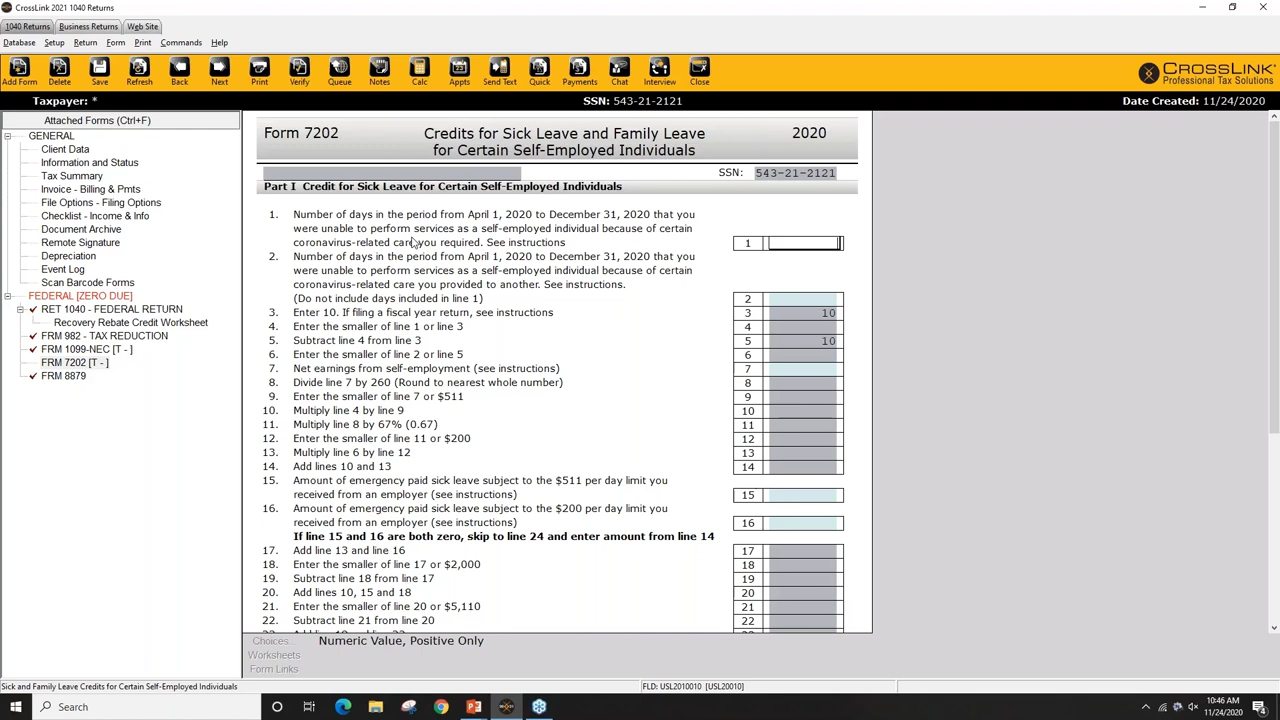 CrossLink 2021 1040 Returns
1040 Returns Business Returns Web Site
Database Setup Return Form Print Commands Help
Add Form Delete Save Refresh Back Next Print Verify Queue Notes Calc Appts Send Text Quick Payments Chat Interview Close
CROSSLINK
Professional Tax Solutions
Taxpayer: * SSN: 543-21-2121 Date Created: 11/24/2020
Attached Forms (Ctrl+F)
GENERAL
Client Data
Information and Status
Tax Summary
Invoice - Billing & Pmts
File Options - Filing Options
Checklist - Income & Info
Document Archive
Remote Signature
Depreciation
Event Log
Scan Barcode Forms
FEDERAL [ZERO DUE]
RET 1040 - FEDERAL RETURN
Recovery Rebate Credit Worksheet
FRM 982 - TAX REDUCTION
FRM 1099-NEC [T - ]
FRM 7202 [T - ]
FRM 8879
Form 7202 Credits for Sick Leave and Family Leave 2020
for Certain Self-Employed Individuals
SSN: 543-21-2121
Part I Credit for Sick Leave for Certain Self-Employed Individuals
1. Number of days in the period from April 1, 2020 to December 31, 2020 that you
were unable to perform services as a self-employed individual because of certain
coronavirus-related care you required. See instructions 1
2. Number of days in the period from April 1, 2020 to December 31, 2020 that you
were unable to perform services as a self-employed individual because of certain
coronavirus-related care you provided to another. See instructions.
(Do not include days included in line 1) 2
3. Enter 10. If filing a fiscal year return, see instructions 3 10
4. Enter the smaller of line 1 or line 3 4
5. Subtract line 4 from line 3 5 10
6. Enter the smaller of line 2 or line 5 6
7. Net earnings from self-employment (see instructions) 7
8. Divide line 7 by 260 (Round to nearest whole number) 8
9. Enter the smaller of line 7 or $511 9
10. Multiply line 4 by line 9 10
11. Multiply line 8 by 67% (0.67) 11
12. Enter the smaller of line 11 or $200 12
13. Multiply line 6 by line 12 13
14. Add lines 10 and 13 14
15. Amount of emergency paid sick leave subject to the $511 per day limit you
received from an employer (see instructions) 15
16. Amount of emergency paid sick leave subject to the $200 per day limit you
received from an employer (see instructions) 16
If line 15 and 16 are both zero, skip to line 24 and enter amount from line 14
17. Add line 13 and line 16 17
18. Enter the smaller of line 17 or $2,000 18
19. Subtract line 18 from line 17 19
20. Add lines 10, 15 and 18 20
21. Enter the smaller of line 20 or $5,110 21
22. Subtract line 21 from line 20 22
Choices Numeric Value, Positive Only
Worksheets
Form Links
Sick and Family Leave Credits for Certain Self-Employed Individuals FLD: USL2010010 [USL20010]
Search
10:46 AM
11/24/2020
4